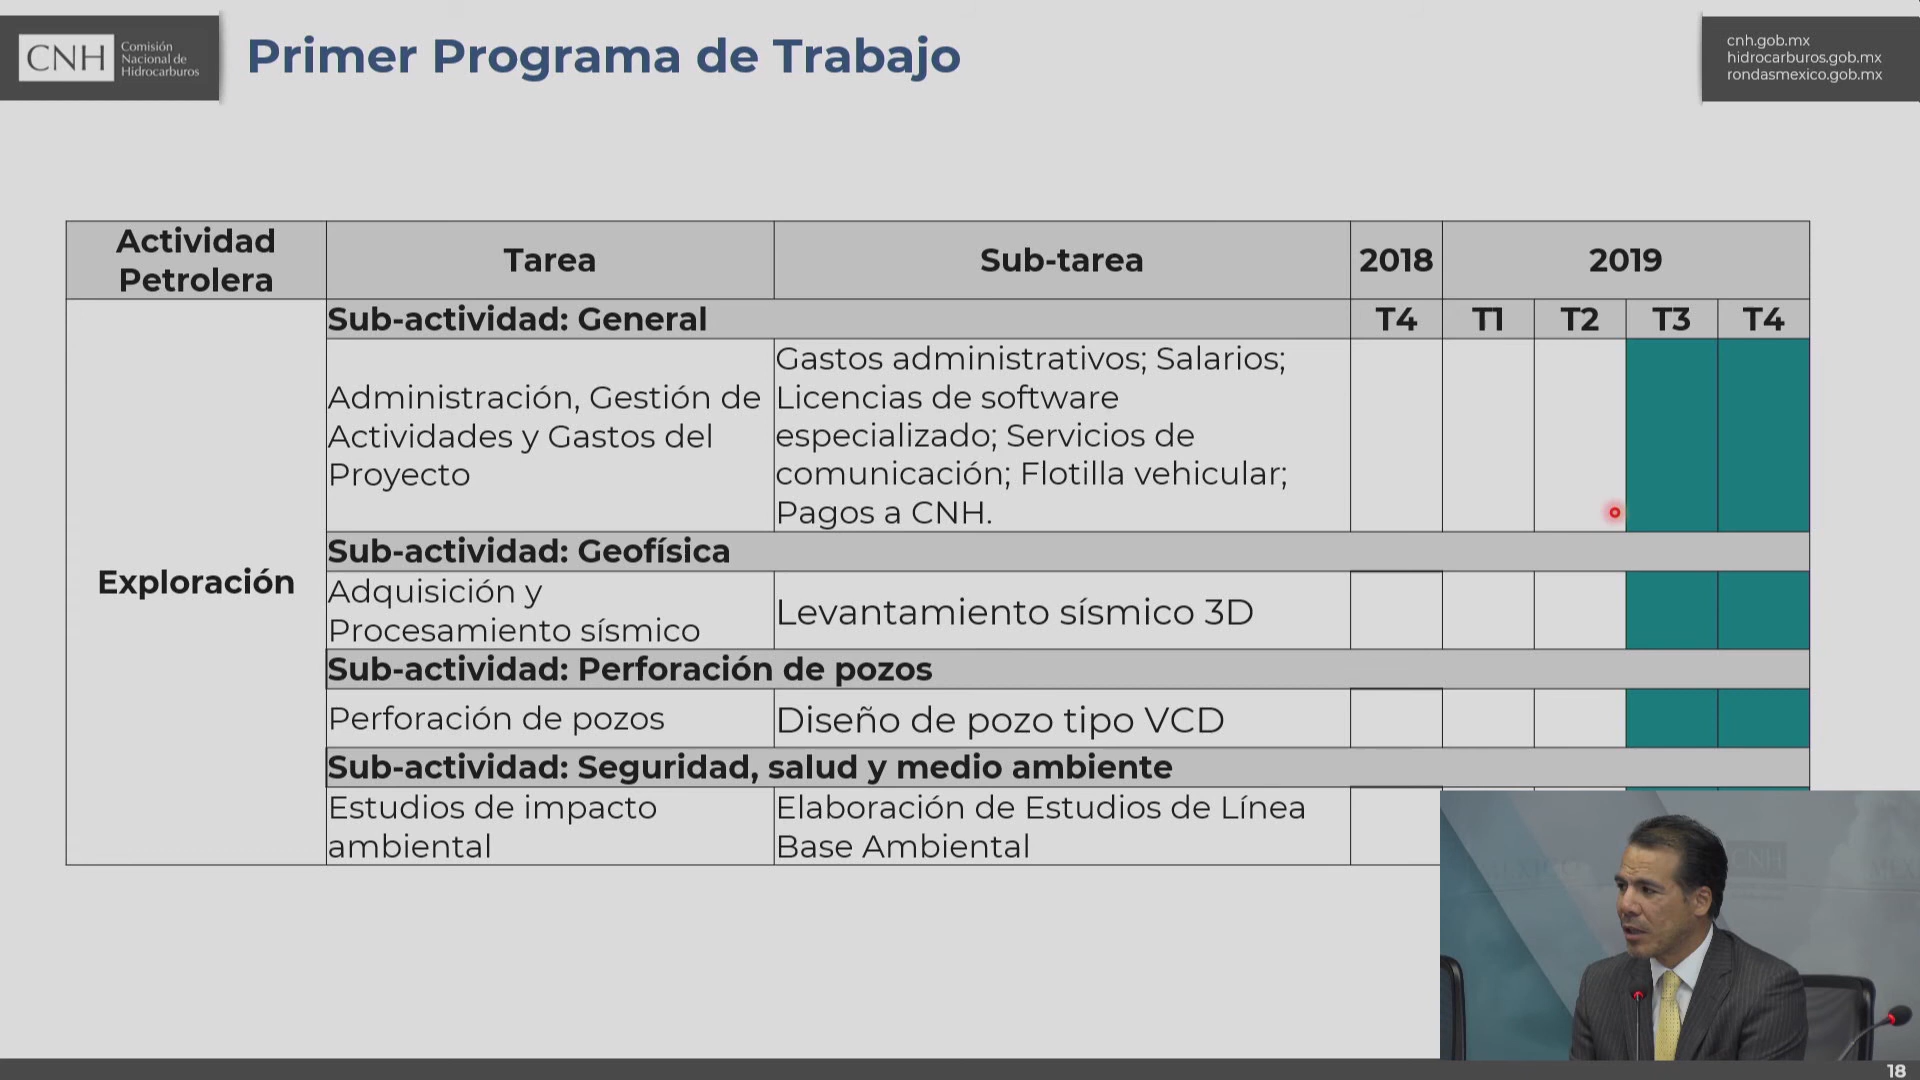 CNH
Comisión
Nacional de
Hidrocarburos
Primer Programa de Trabajo
cnh.gob.mx
hidrocarburos.gob.mx
rondasmexico.gob.mx
Actividad
Petrolera
Tarea
Sub-tarea
2018
2019
Sub-actividad: General
T4
T1
T2
T3
T4
Exploración
Administración, Gestión de
Actividades y Gastos del
Proyecto
Gastos administrativos; Salarios;
Licencias de software
especializado; Servicios de
comunicación; Flotilla vehicular;
Pagos a CNH.
Sub-actividad: Geofísica
Adquisición y
Procesamiento sísmico
Levantamiento sísmico 3D
Sub-actividad: Perforación de pozos
Perforación de pozos
Diseño de pozo tipo VCD
Sub-actividad: Seguridad, salud y medio ambiente
Estudios de impacto
ambiental
Elaboración de Estudios de Línea
Base Ambiental
CNH
18